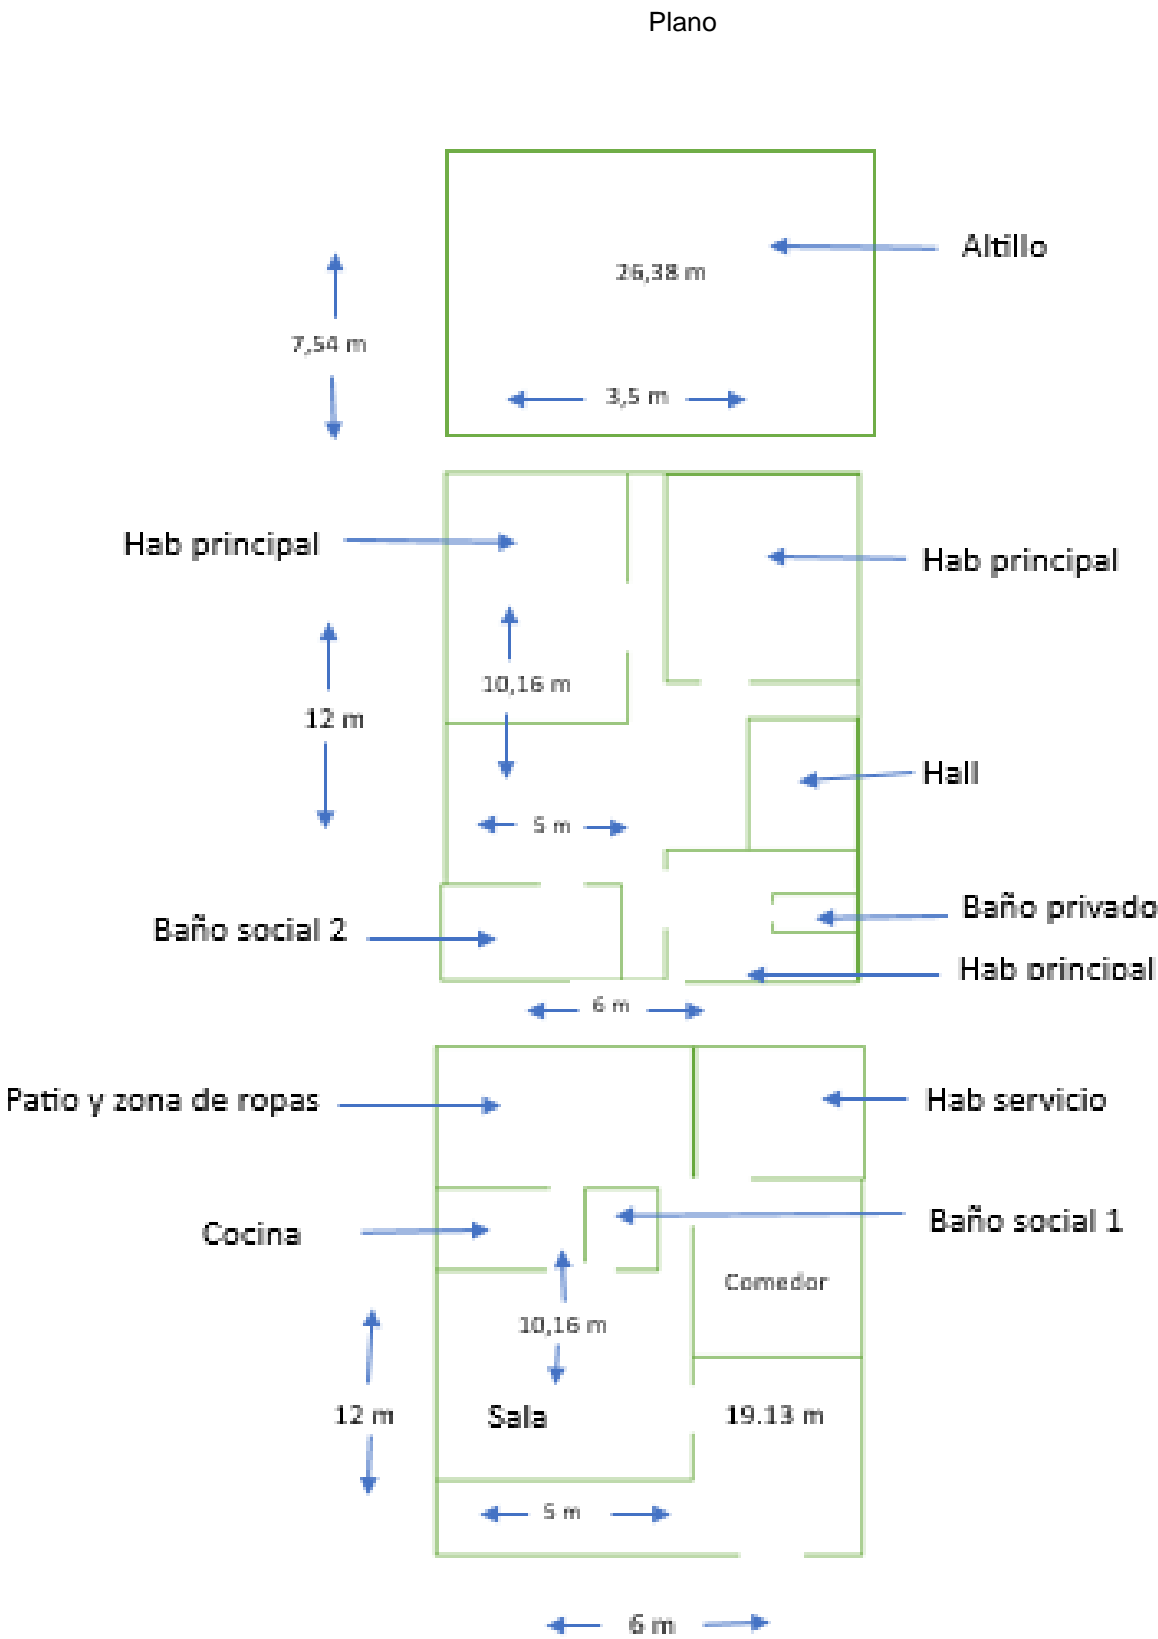 Plano
Altillo
26,38 m
7,54 m
3,5 m
Hab principal
Hab principal
10,16 m
12 m
Hall
5 m
Baño privado
Baño social 2
Hab principal
6 m
Patio y zona de ropas
Hab servicio
Baño social 1
Cocina
Comedor
10,16 m
12 m
Sala
19.13 m
5 m
6 m